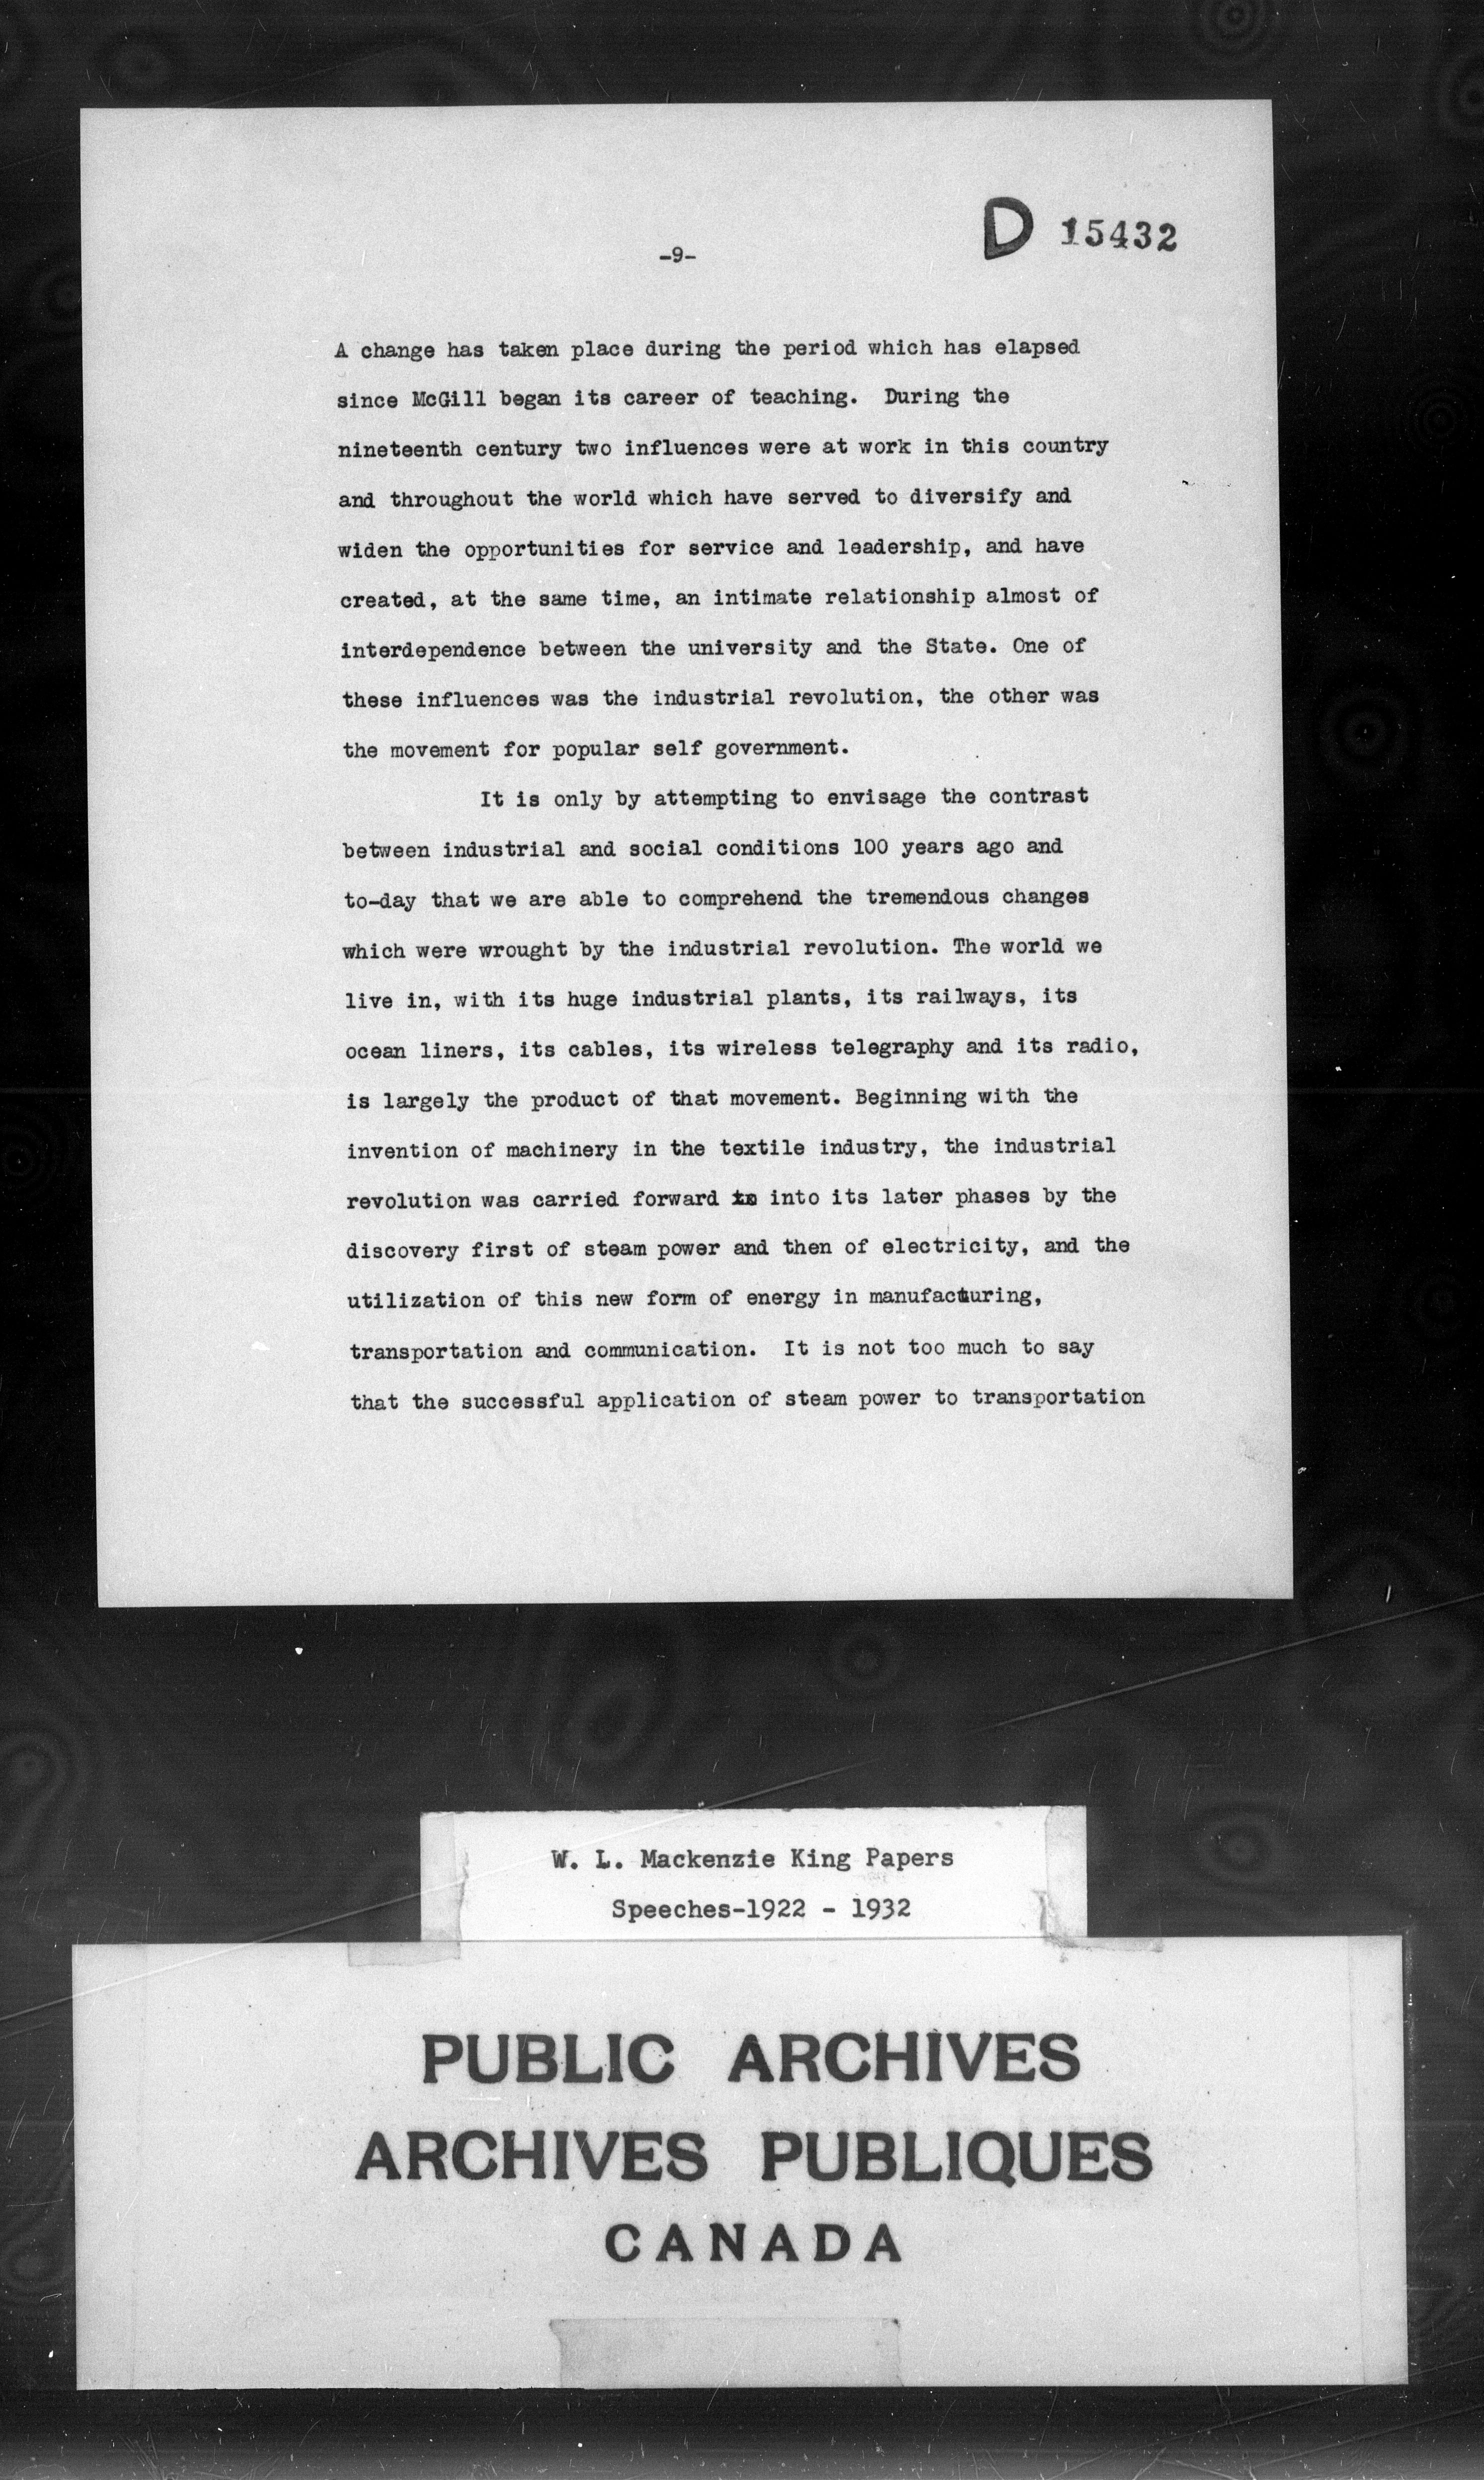 D 15432
-9-
A change has taken place during the period which has elapsed
since McGill began its career of teaching. During the
nineteenth century two influences were at work in this country
and throughout the world which have served to diversify and
widen the opportunities for service and leadership, and have
created, at the same time, an intimate relationship almost of
interdependence between the university and the State. One of
these influences was the industrial revolution, the other was
the movement for popular self government.
It is only by attempting to envisage the contrast
between industrial and social conditions 100 years ago and
to-day that we are able to comprehend the tremendous changes
which were wrought by the industrial revolution. The world we
live in, with its huge industrial plants, its railways, its
ocean liners, its cables, its wireless telegraphy and its radio,
is largely the product of that movement. Beginning with the
invention of machinery in the textile industry, the industrial
revolution was carried forward into its later phases by the
discovery first of steam power and then of electricity, and the
utilization of this new form of energy in manufacturing,
transportation and communication. It is not too much to say
that the successful application of steam power to transportation
W. L. Mackenzie King Papers
Speeches-1922 - 1932
PUBLIC ARCHIVES
ARCHIVES PUBLIQUES
CANADA